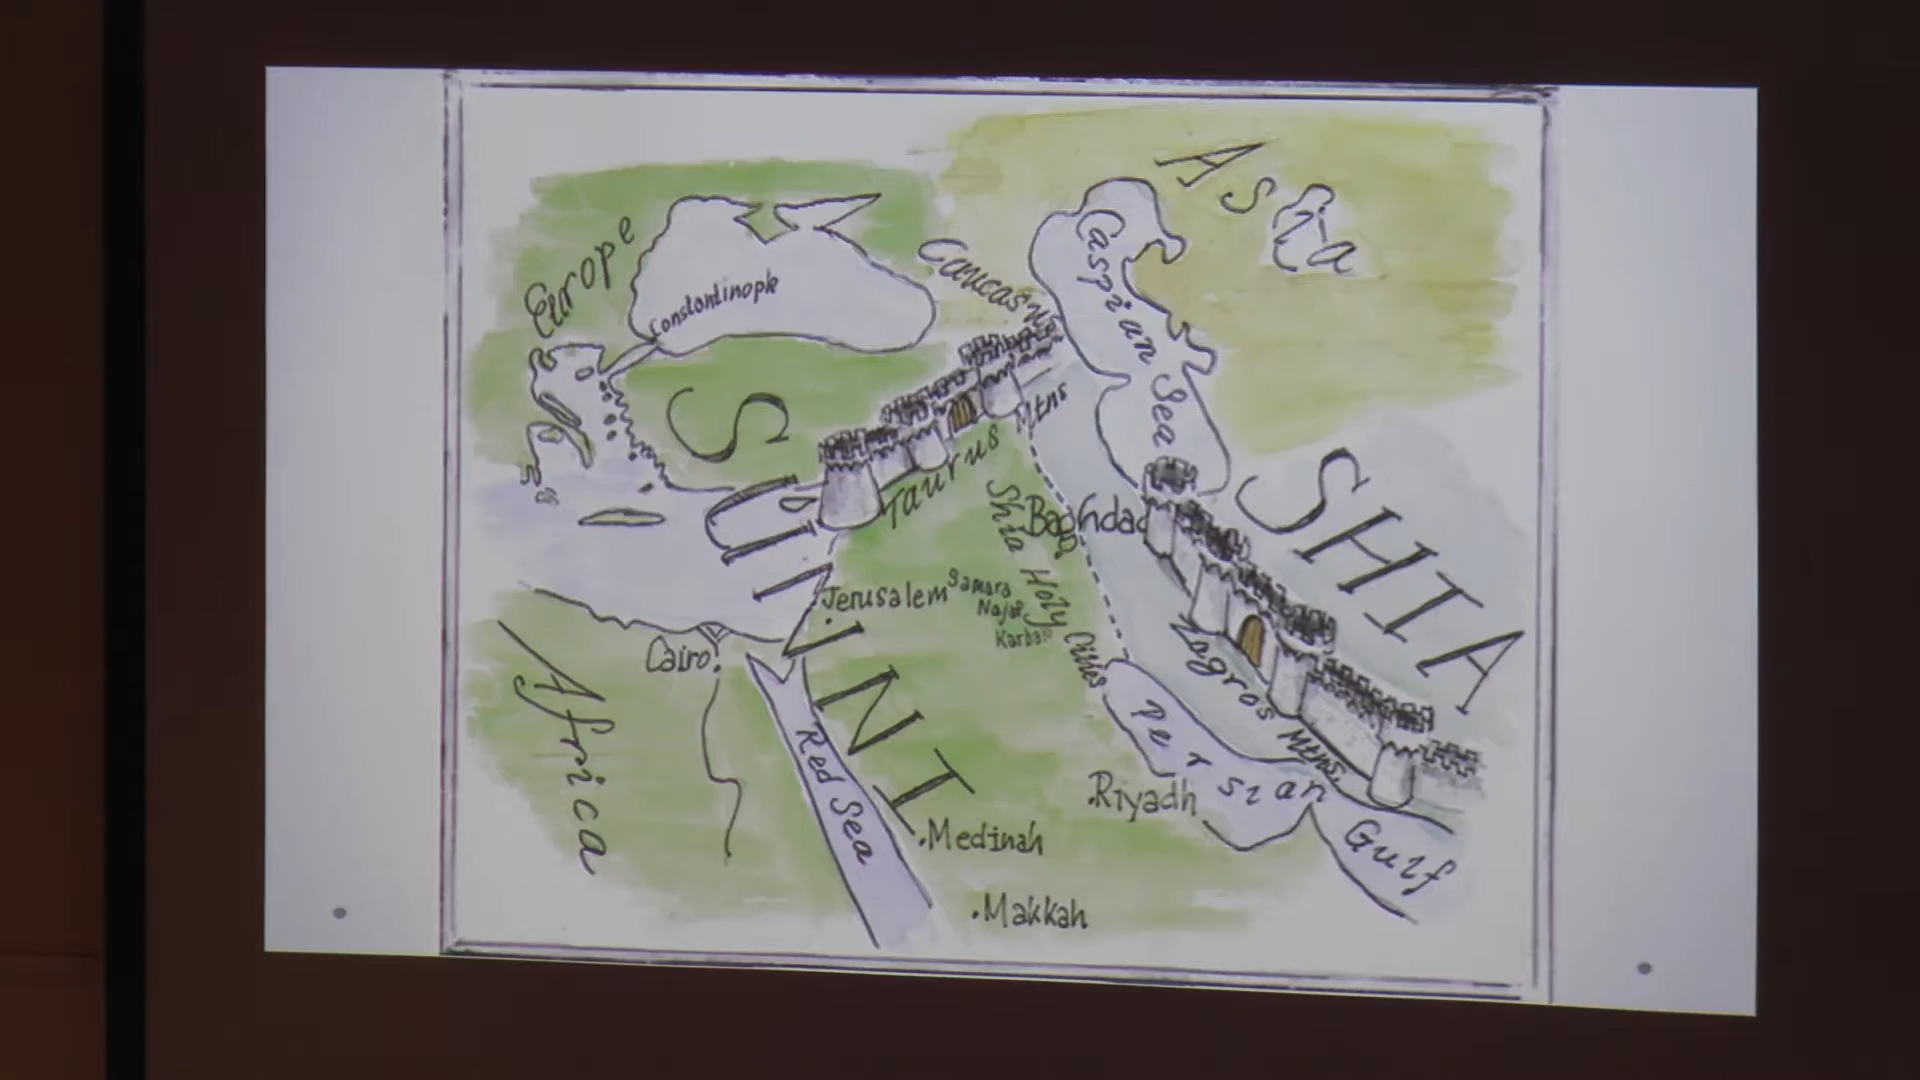 Asia
Europe
Caucasus
Mtns
Caspian Sea
Constantinople
SUNNI
SHIA
Taurus
Baghdad
Shia Holy Cities
Jerusalem
Samara
Najaf
Cairo
Zagros Mtns.
Africa
Red Sea
Persian Gulf
Riyadh
Medinah
Makkah